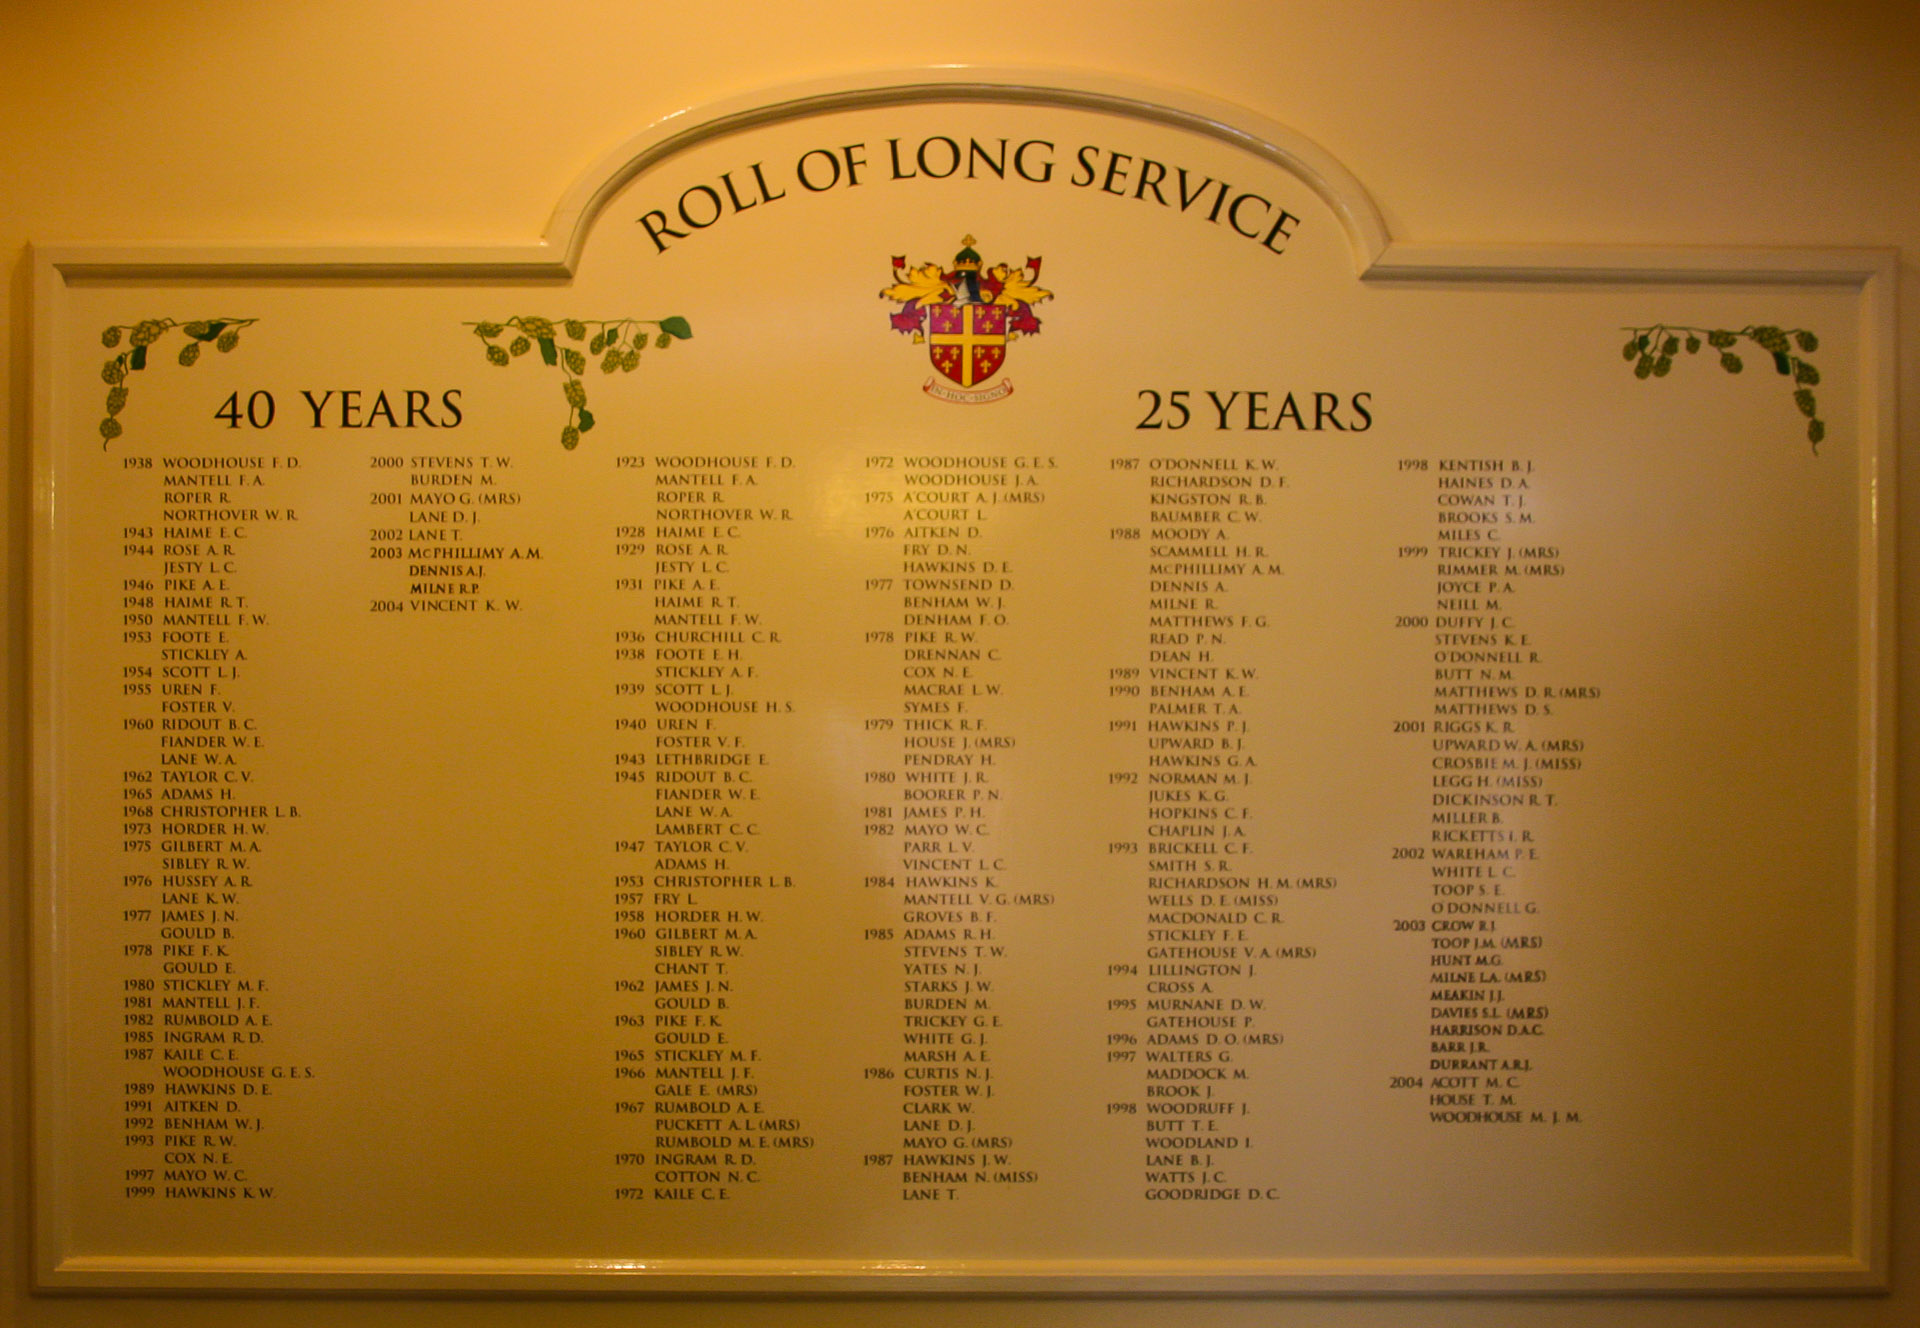 ROLL OF LONG SERVICE
IN·HOC·SIGNO
40 YEARS
1938 WOODHOUSE F. D.
MANTELL F. A.
ROPER R.
NORTHOVER W. R.
1943 HAIME E. C.
1944 ROSE A. R.
JESTY L. C.
1946 PIKE A. E.
1948 HAIME R. T.
1950 MANTELL F. W.
1953 FOOTE E.
STICKLEY A.
1954 SCOTT L. J.
1955 UREN F.
FOSTER V.
1960 RIDOUT B. C.
FIANDER W. E.
LANE W. A.
1962 TAYLOR C. V.
1965 ADAMS H.
1968 CHRISTOPHER L. B.
1973 HORDER H. W.
1975 GILBERT M. A.
SIBLEY R. W.
1976 HUSSEY A. R.
LANE K. W.
1977 JAMES J. N.
GOULD B.
1978 PIKE F. K.
GOULD E.
1980 STICKLEY M. F.
1981 MANTELL J. F.
1982 RUMBOLD A. E.
1985 INGRAM R. D.
1987 KAILE C. E.
WOODHOUSE G. E. S.
1989 HAWKINS D. E.
1991 AITKEN D.
1992 BENHAM W. J.
1993 PIKE R. W.
COX N. E.
1997 MAYO W. C.
1999 HAWKINS K. W.
2000 STEVENS T. W.
BURDEN M.
2001 MAYO G. (MRS)
LANE D. J.
2002 LANE T.
2003 McPHILLIMY A. M.
DENNIS A.J.
MILNE R.P.
2004 VINCENT K. W.
25 YEARS
1923 WOODHOUSE F. D.
MANTELL F. A.
ROPER R.
NORTHOVER W. R.
1928 HAIME E. C.
1929 ROSE A. R.
JESTY L. C.
1931 PIKE A. E.
HAIME R. T.
MANTELL F. W.
1936 CHURCHILL C. R.
1938 FOOTE E. H.
STICKLEY A. F.
1939 SCOTT L. J.
WOODHOUSE H. S.
1940 UREN F.
FOSTER V. F.
1943 LETHBRIDGE E.
1945 RIDOUT B. C.
FIANDER W. E.
LANE W. A.
LAMBERT C. C.
1947 TAYLOR C. V.
ADAMS H.
1953 CHRISTOPHER L. B.
1957 FRY L.
1958 HORDER H. W.
1960 GILBERT M. A.
SIBLEY R. W.
CHANT T.
1962 JAMES J. N.
GOULD B.
1963 PIKE F. K.
GOULD E.
1965 STICKLEY M. F.
1966 MANTELL J. F.
GALE E. (MRS)
1967 RUMBOLD A. E.
PUCKETT A. L. (MRS)
RUMBOLD M. E. (MRS)
1970 INGRAM R. D.
COTTON N. C.
1972 KAILE C. E.
1972 WOODHOUSE G. E. S.
WOODHOUSE J. A.
1975 A'COURT A. J. (MRS)
A'COURT L.
1976 AITKEN D.
FRY D. N.
HAWKINS D. E.
1977 TOWNSEND D.
BENHAM W. J.
DENHAM F. O.
1978 PIKE R. W.
DRENNAN C.
COX N. E.
MACRAE L. W.
SYMES F.
1979 THICK R. F.
HOUSE J. (MRS)
PENDRAY H.
1980 WHITE J. R.
BOORER P. N.
1981 JAMES P. H.
1982 MAYO W. C.
PARR L. V.
VINCENT L. C.
1984 HAWKINS K.
MANTELL V. G. (MRS)
GROVES B. F.
1985 ADAMS R. H.
STEVENS T. W.
YATES N. J.
STARKS J. W.
BURDEN M.
TRICKEY G. E.
WHITE G. J.
MARSH A. E.
1986 CURTIS N. J.
FOSTER W. J.
CLARK W.
LANE D. J.
MAYO G. (MRS)
1987 HAWKINS J. W.
BENHAM N. (MISS)
LANE T.
1987 O'DONNELL K. W.
RICHARDSON D. F.
KINGSTON R. B.
BAUMBER C. W.
1988 MOODY A.
SCAMMELL H. R.
McPHILLIMY A. M.
DENNIS A.
MILNE R.
MATTHEWS F. G.
READ P. N.
DEAN H.
1989 VINCENT K. W.
1990 BENHAM A. E.
PALMER T. A.
1991 HAWKINS P. J.
UPWARD B. J.
HAWKINS G. A.
1992 NORMAN M. J.
JUKES K. G.
HOPKINS C. F.
CHAPLIN J. A.
1993 BRICKELL C. F.
SMITH S. R.
RICHARDSON H. M. (MRS)
WELLS D. E. (MISS)
MACDONALD C. R.
STICKLEY F. E.
GATEHOUSE V. A. (MRS)
1994 LILLINGTON J.
CROSS A.
1995 MURNANE D. W.
GATEHOUSE P.
1996 ADAMS D. O. (MRS)
1997 WALTERS G.
MADDOCK M.
BROOK J.
1998 WOODRUFF J.
BUTT T. E.
WOODLAND I.
LANE B. J.
WATTS J. C.
GOODRIDGE D. C.
1998 KENTISH B. J.
HAINES D. A.
COWAN T. J.
BROOKS S. M.
MILES C.
1999 TRICKEY J. (MRS)
RIMMER M. (MRS)
JOYCE P. A.
NEILL M.
2000 DUFFY J. C.
STEVENS K. E.
O'DONNELL R.
BUTT N. M.
MATTHEWS D. R. (MRS)
MATTHEWS D. S.
2001 RIGGS K. R.
UPWARD W. A. (MRS)
CROSBIE M. J. (MISS)
LEGG H. (MISS)
DICKINSON R. T.
MILLER B.
RICKETTS I. R.
2002 WAREHAM P. E.
WHITE L. C.
TOOP S. E.
O'DONNELL G.
2003 CROW R.J.
TOOP J.M. (MRS)
HUNT M.G.
MILNE L.A. (MRS)
MEAKIN J.J.
DAVIES S.L. (MRS)
HARRISON D.A.C.
BARR J.R.
DURRANT A.R.J.
2004 ACOTT M. C.
HOUSE T. M.
WOODHOUSE M. J. M.